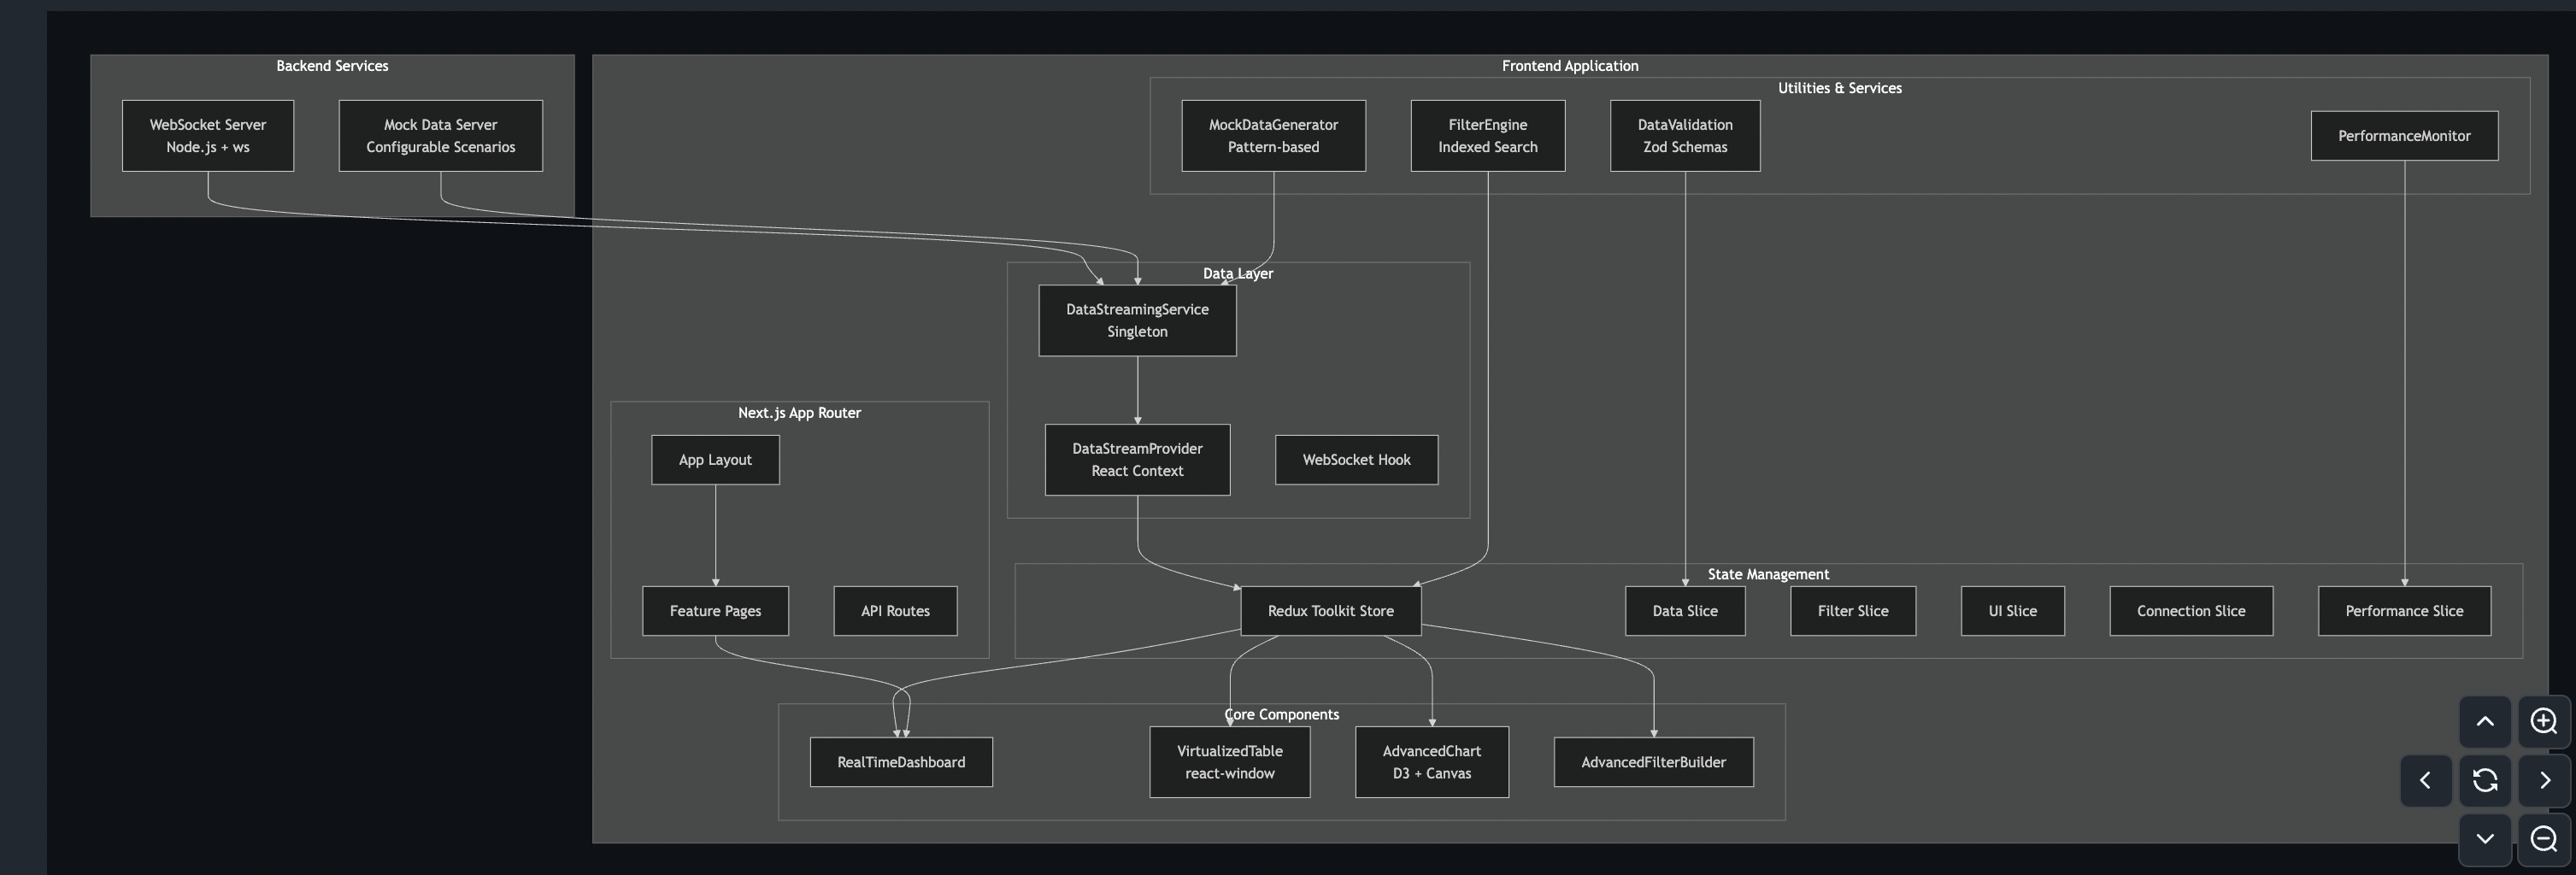 Backend Services
WebSocket Server
Node.js + ws
Mock Data Server
Configurable Scenarios
Frontend Application
Utilities & Services
MockDataGenerator
Pattern-based
FilterEngine
Indexed Search
DataValidation
Zod Schemas
PerformanceMonitor
Data Layer
DataStreamingService
Singleton
DataStreamProvider
React Context
WebSocket Hook
Next.js App Router
App Layout
Feature Pages
API Routes
State Management
Redux Toolkit Store
Data Slice
Filter Slice
UI Slice
Connection Slice
Performance Slice
Core Components
RealTimeDashboard
VirtualizedTable
react-window
AdvancedChart
D3 + Canvas
AdvancedFilterBuilder